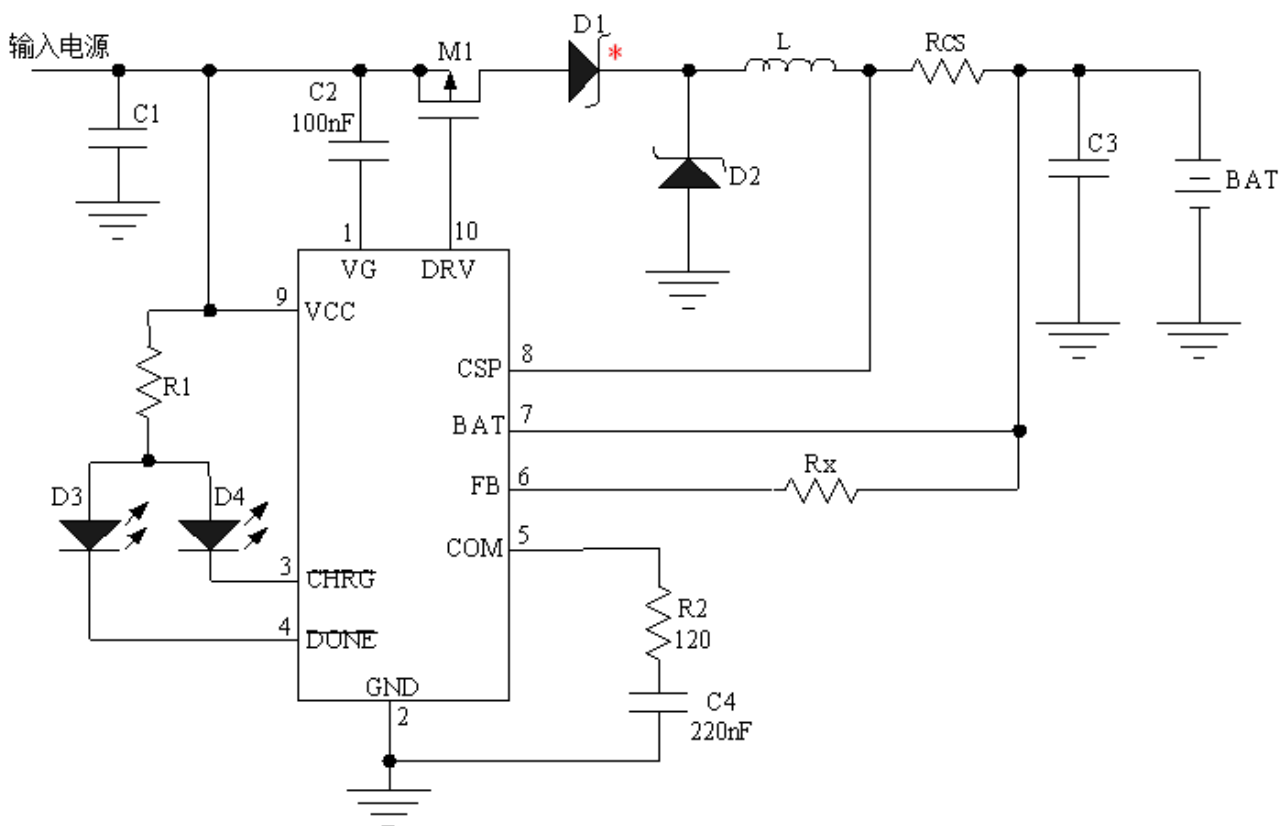 输入电源
D1
*
M1
L
RCS
C1
C2
100nF
D2
C3
BAT
1
10
VG
DRV
9
VCC
R1
CSP
8
BAT
7
FB
6
Rx
D3
D4
COM
5
3
CHRG
R2
120
4
DONE
GND
2
C4
220nF